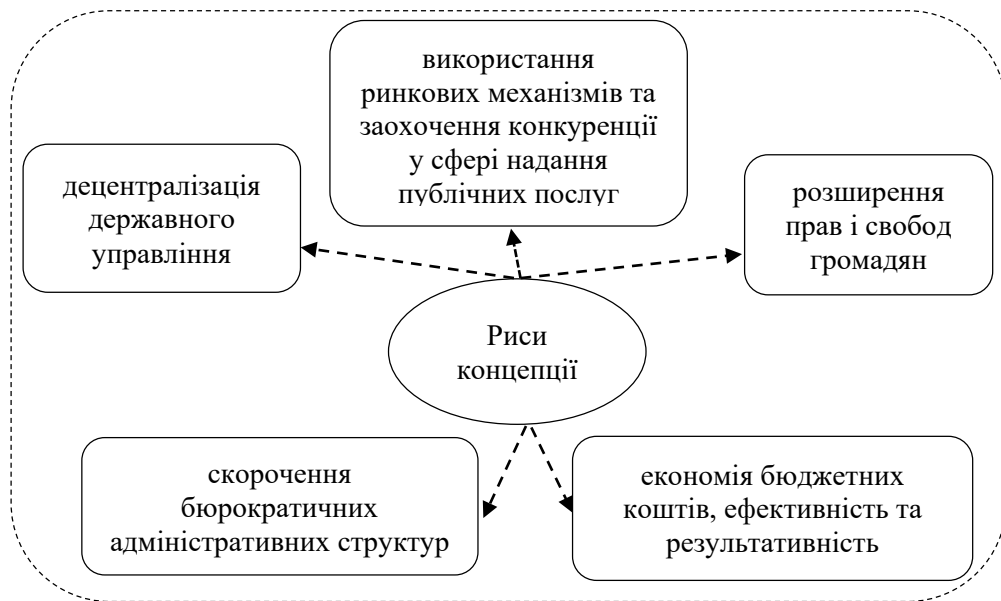 використання
ринкових механізмів та
заохочення конкуренції
у сфері надання
публічних послуг
децентралізація
державного
управління
розширення
прав і свобод
громадян
Риси
концепції
скорочення
бюрократичних
адміністративних структур
економія бюджетних
коштів, ефективність та
результативність